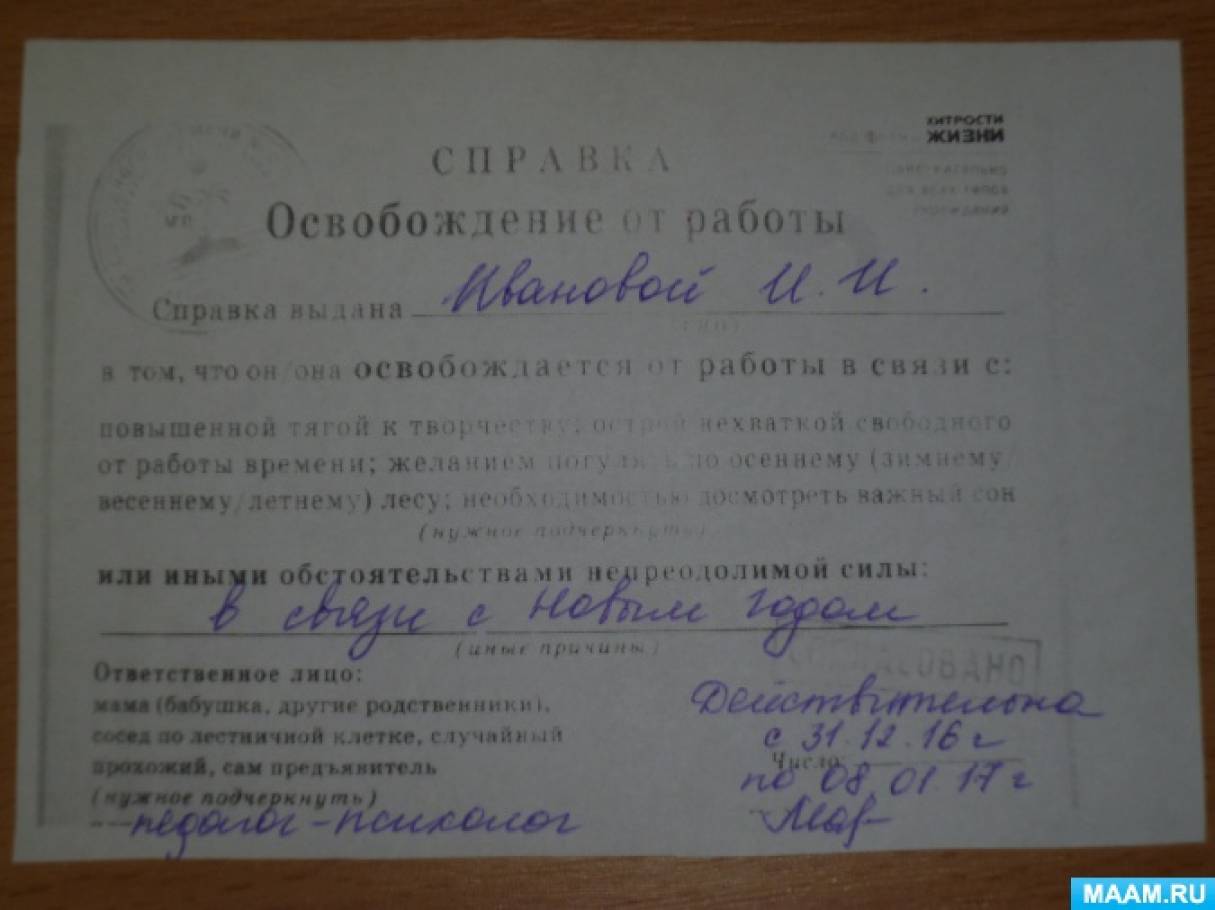 ХИТРОСТИ
ЖИЗНИ
СПРАВКА
Освобождение от работы
Справка выдана Ивановой И. И.
(ФИО)
в том, что он/она освобождается от работы в связи с:
повышенной тягой к творчеству; острой нехваткой свободного
от работы времени; желанием погулять по осеннему (зимнему/
весеннему/летнему) лесу; необходимостью досмотреть важный сон
(нужное подчеркнуть)
или иными обстоятельствами непреодолимой силы:
в связи с Новым годом
(иные причины)
СОГЛАСОВАНО
Ответственное лицо:
мама (бабушка, другие родственники),
сосед по лестничной клетке, случайный
прохожий, сам предъявитель
(нужное подчеркнуть)
педагог-психолог
Действительна
с 31.12.16 г
Число
по 08.01.17 г
MAAM.RU